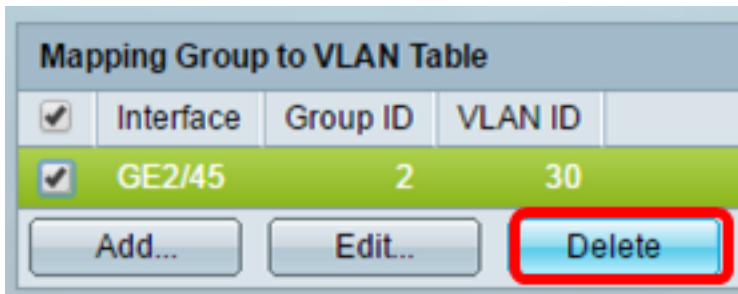 Mapping Group to VLAN Table
Interface Group ID VLAN ID
GE2/45 2 30
Add... Edit... Delete